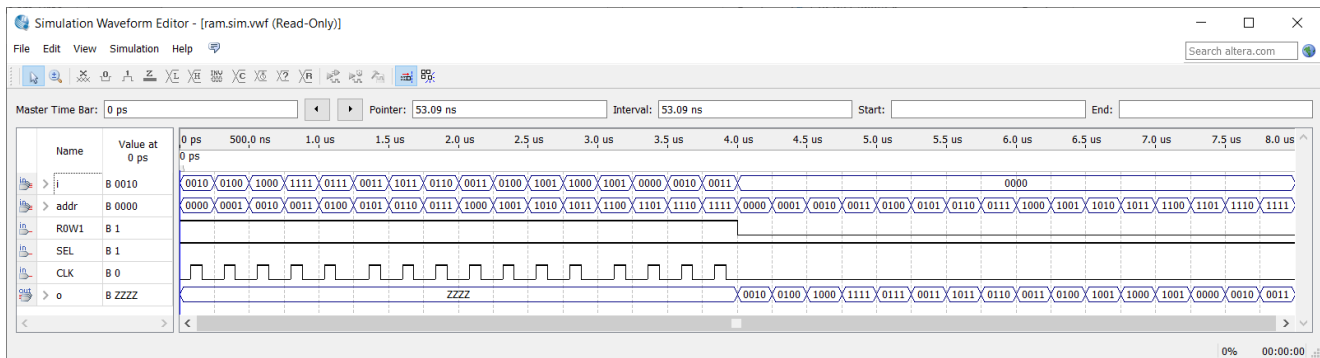 Simulation Waveform Editor - [ram.sim.vwf (Read-Only)]
File Edit View Simulation Help
Search altera.com
Master Time Bar: 0 ps Pointer: 53.09 ns Interval: 53.09 ns Start: End:
Name Value at 0 ps 0 ps 500.0 ns 1.0 us 1.5 us 2.0 us 2.5 us 3.0 us 3.5 us 4.0 us 4.5 us 5.0 us 5.5 us 6.0 us 6.5 us 7.0 us 7.5 us 8.0 us
0 ps
i B 0010 0010 0100 1000 1111 0111 0011 1011 0110 0011 0100 1001 1000 1001 0000 0010 0011 0000
addr B 0000 0000 0001 0010 0011 0100 0101 0110 0111 1000 1001 1010 1011 1100 1101 1110 1111 0000 0001 0010 0011 0100 0101 0110 0111 1000 1001 1010 1011 1100 1101 1110 1111
R0W1 B 1
SEL B 1
CLK B 0
o B ZZZZ ZZZZ 0010 0100 1000 1111 0111 0011 1011 0110 0011 0100 1001 1000 1001 0000 0010 0011
0% 00:00:00